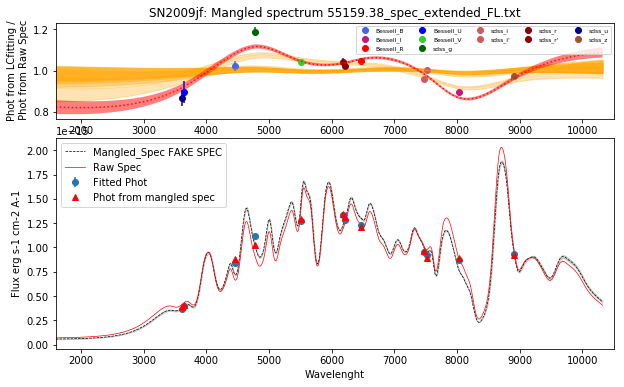 SN2009jf: Mangled spectrum 55159.38_spec_extended_FL.txt
Phot from LCfitting /
Phot from Raw Spec
1.2
1.0
0.8
Bessell_B
Bessell_I
Bessell_R
Bessell_U
Bessell_V
sdss_g
sdss_i
sdss_i'
sdss_r
sdss_r'
sdss_u
sdss_z
2000 3000 4000 5000 6000 7000 8000 9000 10000
Flux erg s-1 cm-2 A-1
2.00
1.75
1.50
1.25
1.00
0.75
0.50
0.25
0.00
Mangled_Spec FAKE SPEC
Raw Spec
Fitted Phot
Phot from mangled spec
2000 3000 4000 5000 6000 7000 8000 9000 10000
Wavelenght